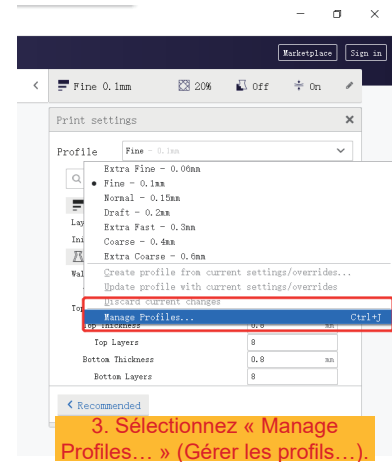 Marketplace
Sign in
Fine 0.1mm
20%
Off
On
Print settings
Profile
Fine - 0.1mm
Extra Fine - 0.06mm
Fine - 0.1mm
Normal - 0.15mm
Draft - 0.2mm
Extra Fast - 0.3mm
Coarse - 0.4mm
Extra Coarse - 0.6mm
Create profile from current settings/overrides...
Update profile with current settings/overrides
Discard current changes
Manage Profiles... Ctrl+J
Top Thickness 0.8 mm
Top Layers 8
Bottom Thickness 0.8 mm
Bottom Layers 8
Recommended
3. Sélectionnez « Manage
Profiles… » (Gérer les profils…).